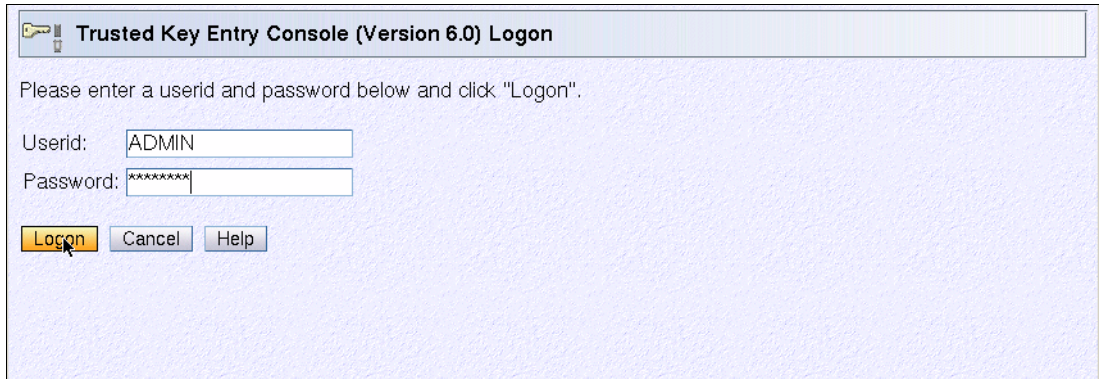 Trusted Key Entry Console (Version 6.0) Logon
Please enter a userid and password below and click "Logon".
Userid: ADMIN
Password: ********
Logon Cancel Help